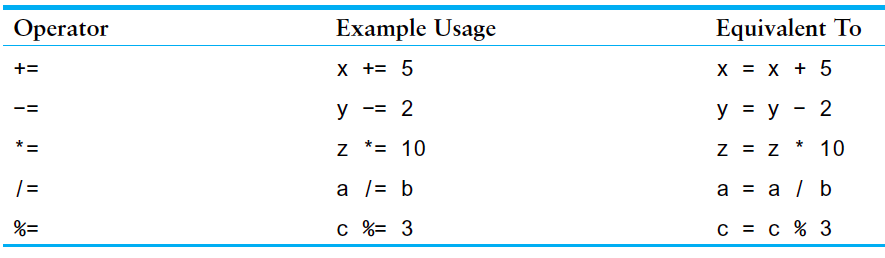 Operator Example Usage Equivalent To
+= x += 5 x = x + 5
-= y -= 2 y = y - 2
*= z *= 10 z = z * 10
/= a /= b a = a / b
%= c %= 3 c = c % 3